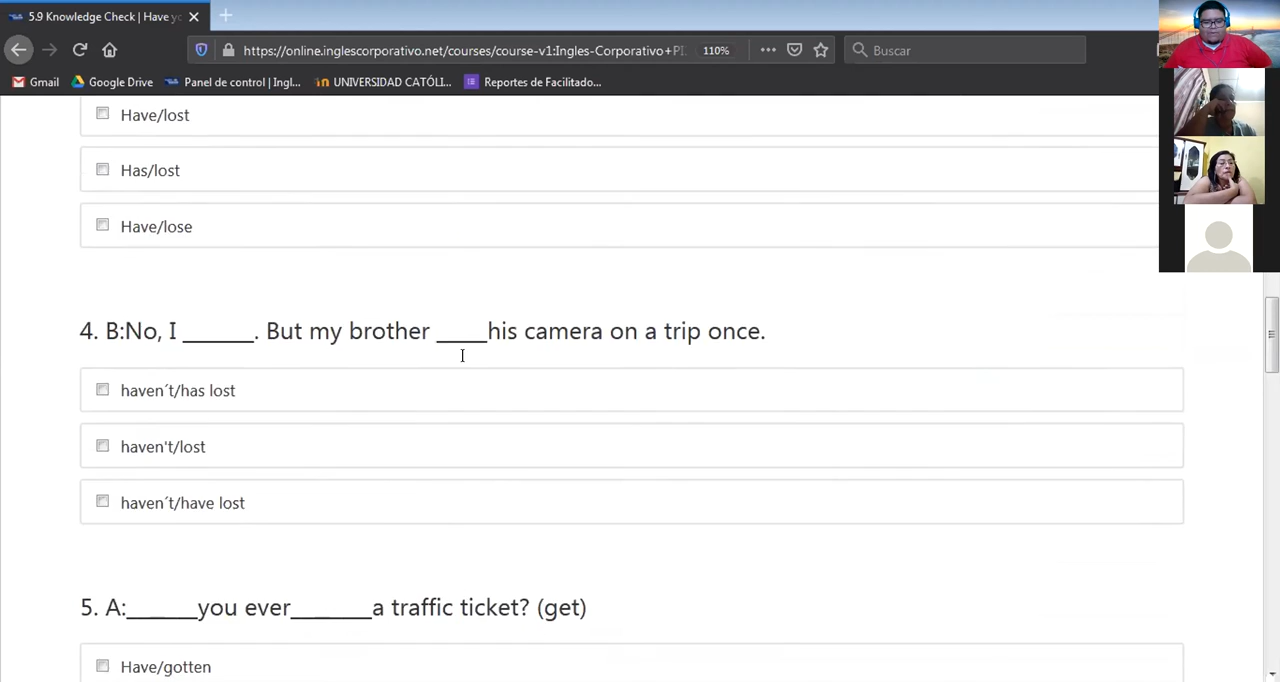 5.9 Knowledge Check | Have yo
https://online.inglescorporativo.net/courses/course-v1:Ingles-Corporativo+PI
110%
Buscar
Gmail
Google Drive
Panel de control | Ingl...
in UNIVERSIDAD CATÓLI...
Reportes de Facilitado...
Have/lost
Has/lost
Have/lose
4. B:No, I _______. But my brother _____his camera on a trip once.
haven´t/has lost
haven't/lost
haven´t/have lost
5. A:_______you ever________a traffic ticket? (get)
Have/gotten